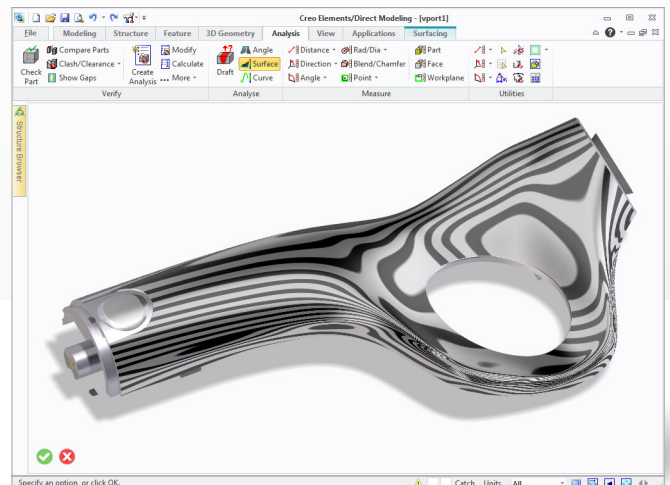 Creo Elements/Direct Modeling - [vport1]
File Modeling Structure Feature 3D Geometry Analysis View Applications Surfacing
Check Part
Compare Parts
Clash/Clearance
Show Gaps
Create Analysis
Modify
Calculate
... More
Verify
Draft
Angle
Surface
Curve
Analyse
Distance Rad/Dia Part
Direction Blend/Chamfer Face
Angle Point Workplane
Measure
Utilities
Structure Browser
Specify an option, or click OK.
Catch Units All